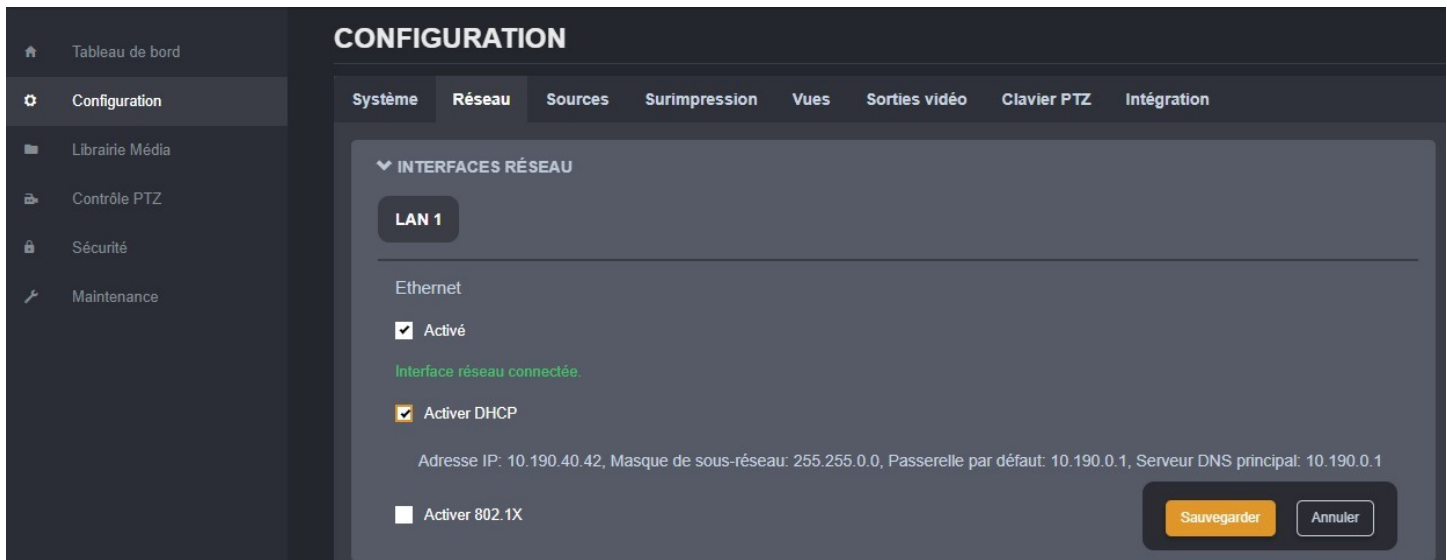 Tableau de bord
Configuration
Librairie Média
Contrôle PTZ
Sécurité
Maintenance
CONFIGURATION
Système Réseau Sources Surimpression Vues Sorties vidéo Clavier PTZ Intégration
INTERFACES RÉSEAU
LAN 1
Ethernet
Activé
Interface réseau connectée.
Activer DHCP
Adresse IP: 10.190.40.42, Masque de sous-réseau: 255.255.0.0, Passerelle par défaut: 10.190.0.1, Serveur DNS principal: 10.190.0.1
Activer 802.1X
Sauvegarder Annuler